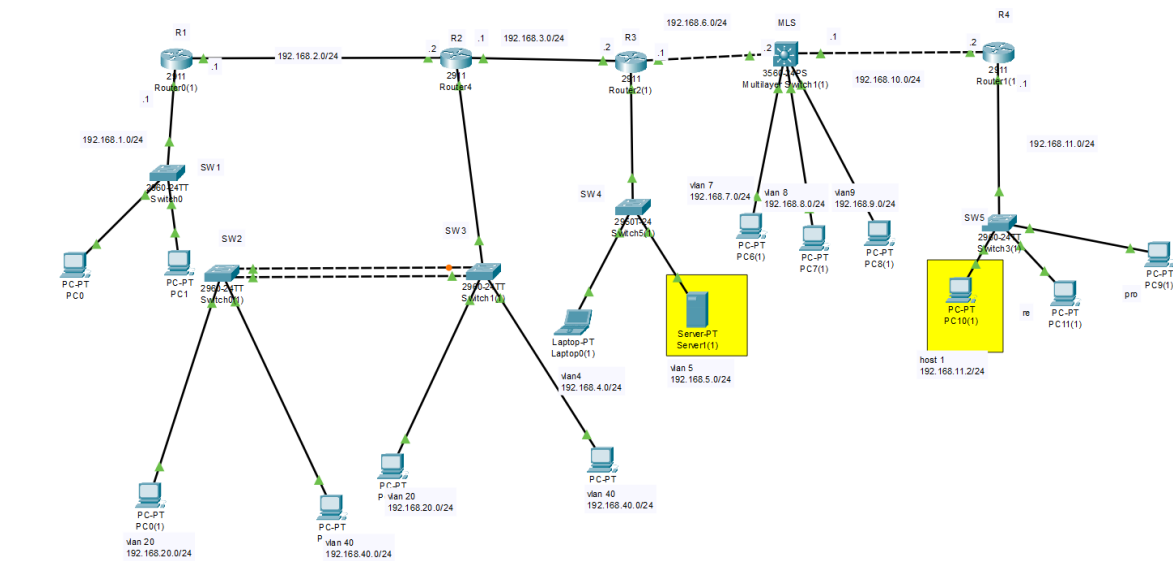 R1
192.168.2.0/24
.1
2911
Router0(1)
.1
192.168.1.0/24
R2
.2
.1
2911
Router4
192.168.3.0/24
R3
.2
.1
2911
Router2(1)
192.168.6.0/24
MLS
.2
.1
3560-24PS
Multilayer Switch1(1)
192.168.10.0/24
R4
.2
2911
.1
192.168.11.0/24
SW1
2960-24TT
Switch0
PC-PT
PC0
PC-PT
PC1
SW2
2960-24TT
SW3
2960-24TT
Switch1(1)
SW4
2950T-24
Switch5(1)
vlan 7
192.168.7.0/24
vlan 8
192.168.8.0/24
vlan9
192.168.9.0/24
PC-PT
PC6(1)
PC-PT
PC7(1)
PC-PT
PC8(1)
SW5
2960-24TT
Switch3(1)
PC-PT
PC9(1)
pro
PC-PT
PC11(1)
re
PC-PT
PC10(1)
host 1
192.168.11.2/24
Laptop-PT
Laptop0(1)
Server-PT
Server1(1)
vlan 5
192.168.5.0/24
vlan4
192.168.4.0/24
PC-PT
PC0(1)
vlan 20
192.168.20.0/24
PC-PT
P
vlan 40
192.168.40.0/24
PC-PT
P
vlan 20
192.168.20.0/24
PC-PT
vlan 40
192.168.40.0/24